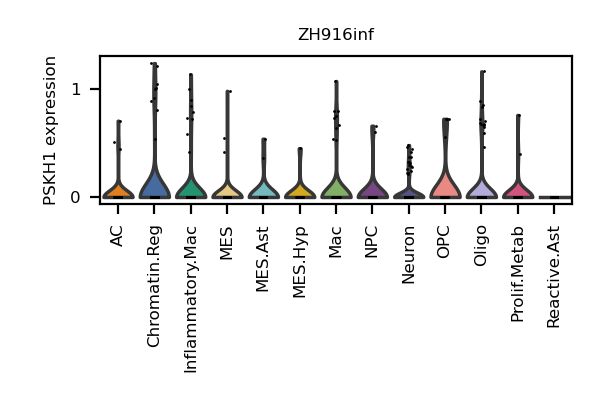 ZH916inf
PSKH1 expression
1
0
AC
Chromatin.Reg
Inflammatory.Mac
MES
MES.Ast
MES.Hyp
Mac
NPC
Neuron
OPC
Oligo
Prolif.Metab
Reactive.Ast